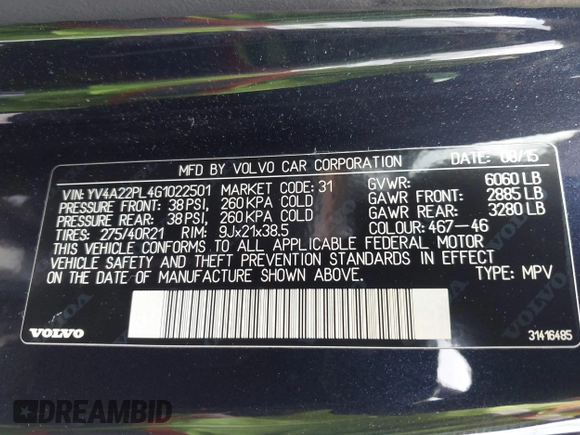 MFD BY VOLVO CAR CORPORATION DATE: 08/15
VIN: YV4A22PL4G1022501 MARKET CODE: 31 GVWR: 6060 LB
PRESSURE FRONT: 38 PSI, 260 KPA COLD GAWR FRONT: 2885 LB
PRESSURE REAR: 38 PSI, 260 KPA COLD GAWR REAR: 3280 LB
TIRES: 275/40R21 RIM: 9Jx21x38.5 COLOUR: 467-46
THIS VEHICLE CONFORMS TO ALL APPLICABLE FEDERAL MOTOR
VEHICLE SAFETY AND THEFT PREVENTION STANDARDS IN EFFECT
ON THE DATE OF MANUFACTURE SHOWN ABOVE. TYPE: MPV
VOLVO
31416485
DREAMBID